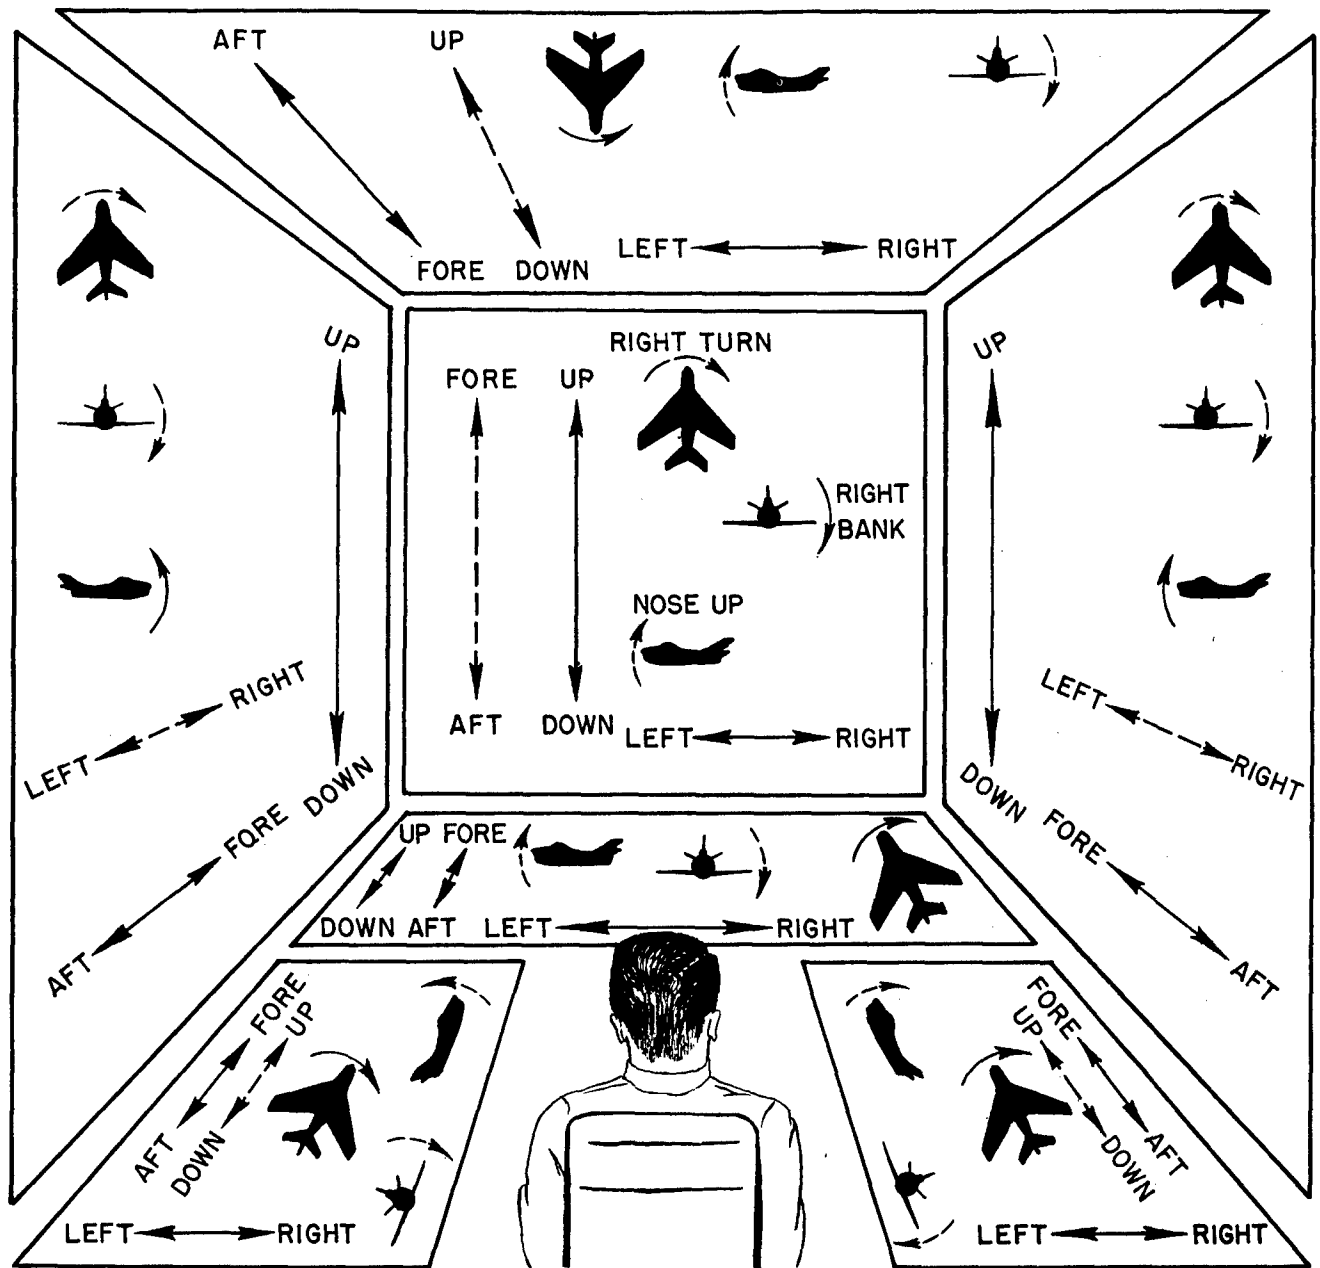 AFT
UP
FORE DOWN
LEFT RIGHT
UP
LEFT
RIGHT
AFT
FORE
DOWN
RIGHT TURN
FORE UP
RIGHT
BANK
NOSE UP
AFT DOWN
LEFT RIGHT
UP
LEFT
RIGHT
DOWN
FORE
AFT
UP FORE
DOWN AFT LEFT RIGHT
FORE
UP
AFT
DOWN
LEFT RIGHT
FORE
UP
AFT
DOWN
LEFT RIGHT